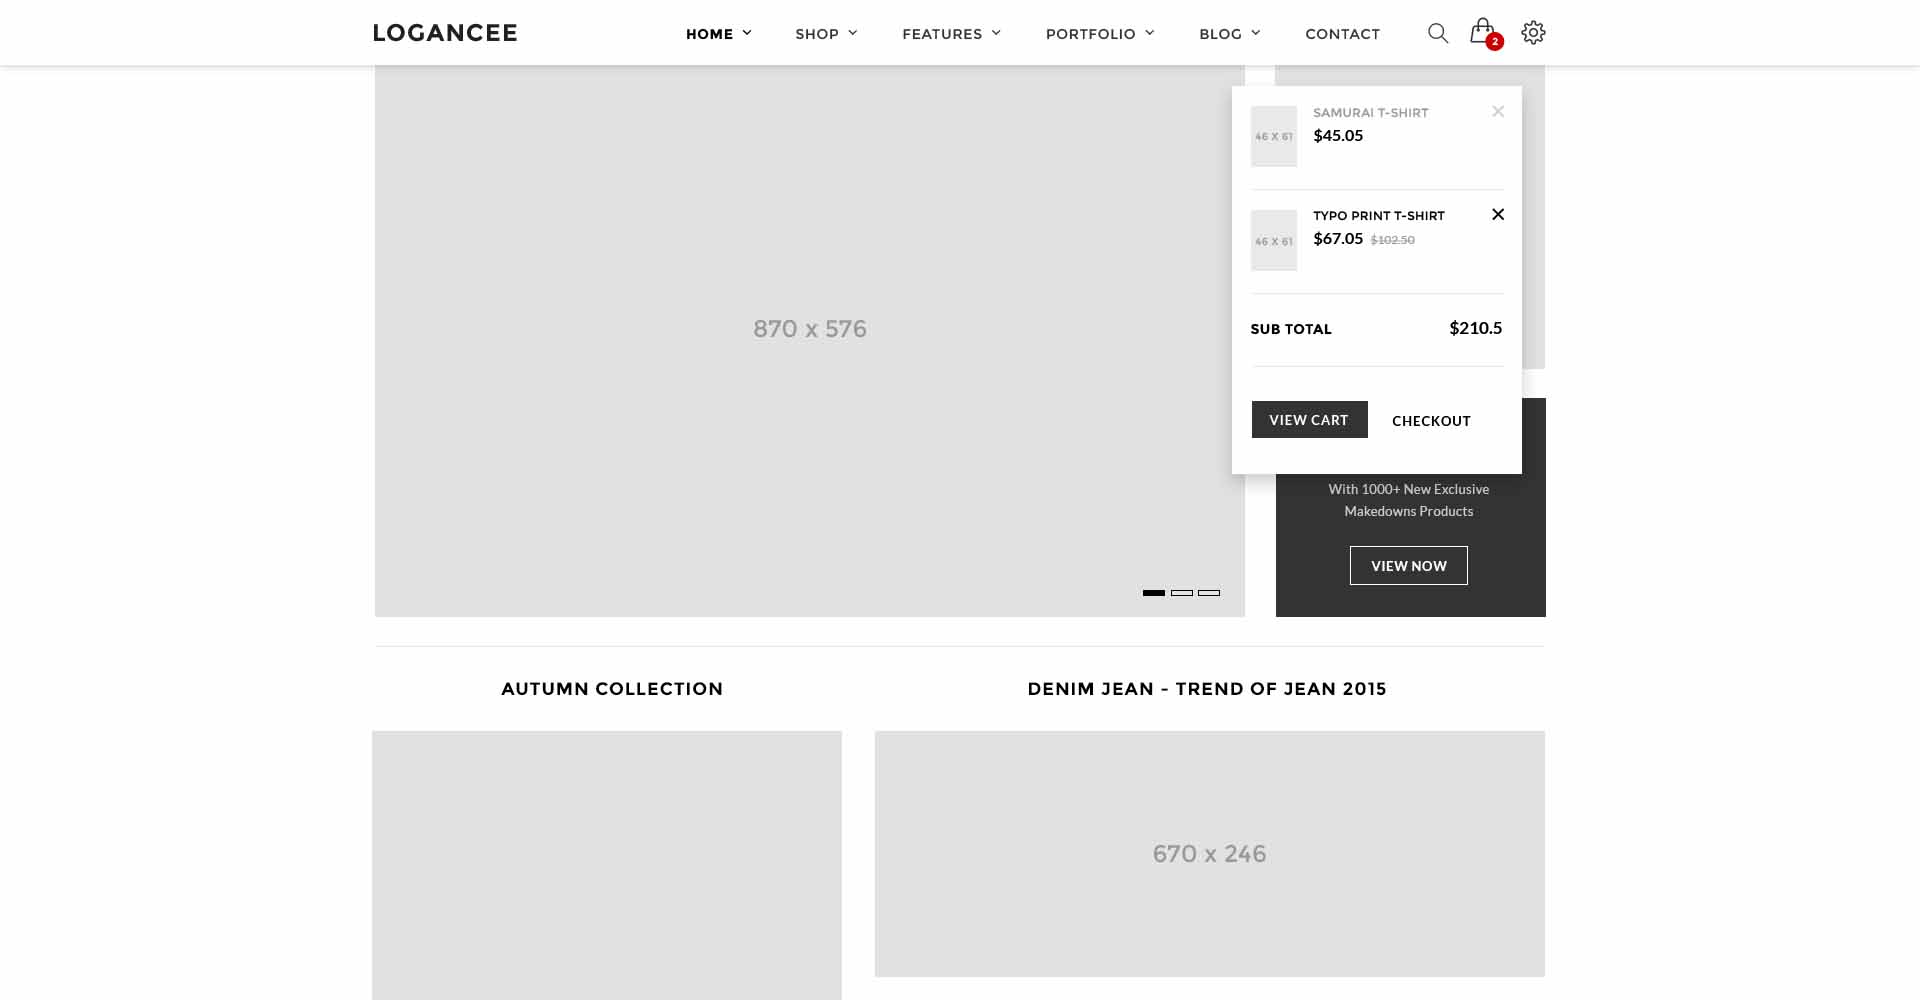 LOGANCEE
HOME SHOP FEATURES PORTFOLIO BLOG CONTACT
2
870 x 576
46 X 61
SAMURAI T-SHIRT
$45.05
46 X 61
TYPO PRINT T-SHIRT
$67.05 $102.50
SUB TOTAL $210.5
VIEW CART CHECKOUT
With 1000+ New Exclusive
Makedowns Products
VIEW NOW
AUTUMN COLLECTION
DENIM JEAN - TREND OF JEAN 2015
670 x 246